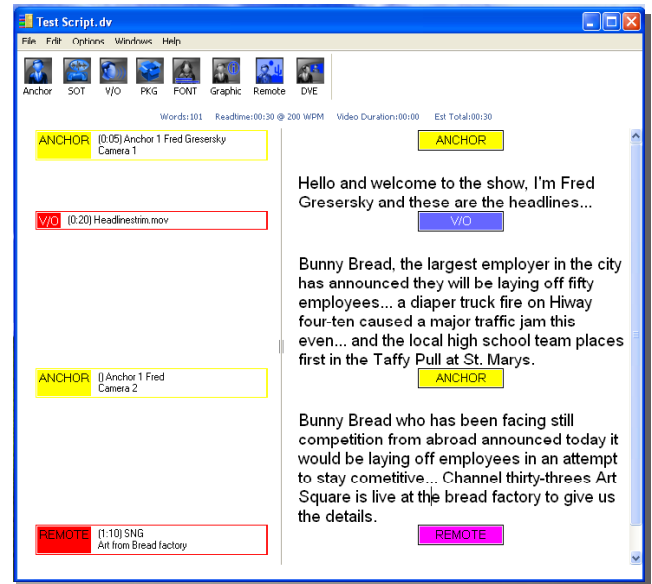 Test Script.dv
File Edit Options Windows Help
Anchor SOT V/O PKG FONT Graphic Remote DVE
Words:101 Readtime:00:30 @ 200 WPM Video Duration:00:00 Est Total:00:30
ANCHOR (0:05) Anchor 1 Fred Gresersky
Camera 1
ANCHOR
Hello and welcome to the show, I'm Fred
Gresersky and these are the headlines...
V/O (0:20) Headlinestrim.mov
V/O
Bunny Bread, the largest employer in the city
has announced they will be laying off fifty
employees... a diaper truck fire on Hiway
four-ten caused a major traffic jam this
even... and the local high school team places
first in the Taffy Pull at St. Marys.
ANCHOR () Anchor 1 Fred
Camera 2
ANCHOR
Bunny Bread who has been facing still
competition from abroad announced today it
would be laying off employees in an attempt
to stay cometitive... Channel thirty-threes Art
Square is live at the bread factory to give us
the details.
REMOTE (1:10) SNG
Art from Bread factory
REMOTE